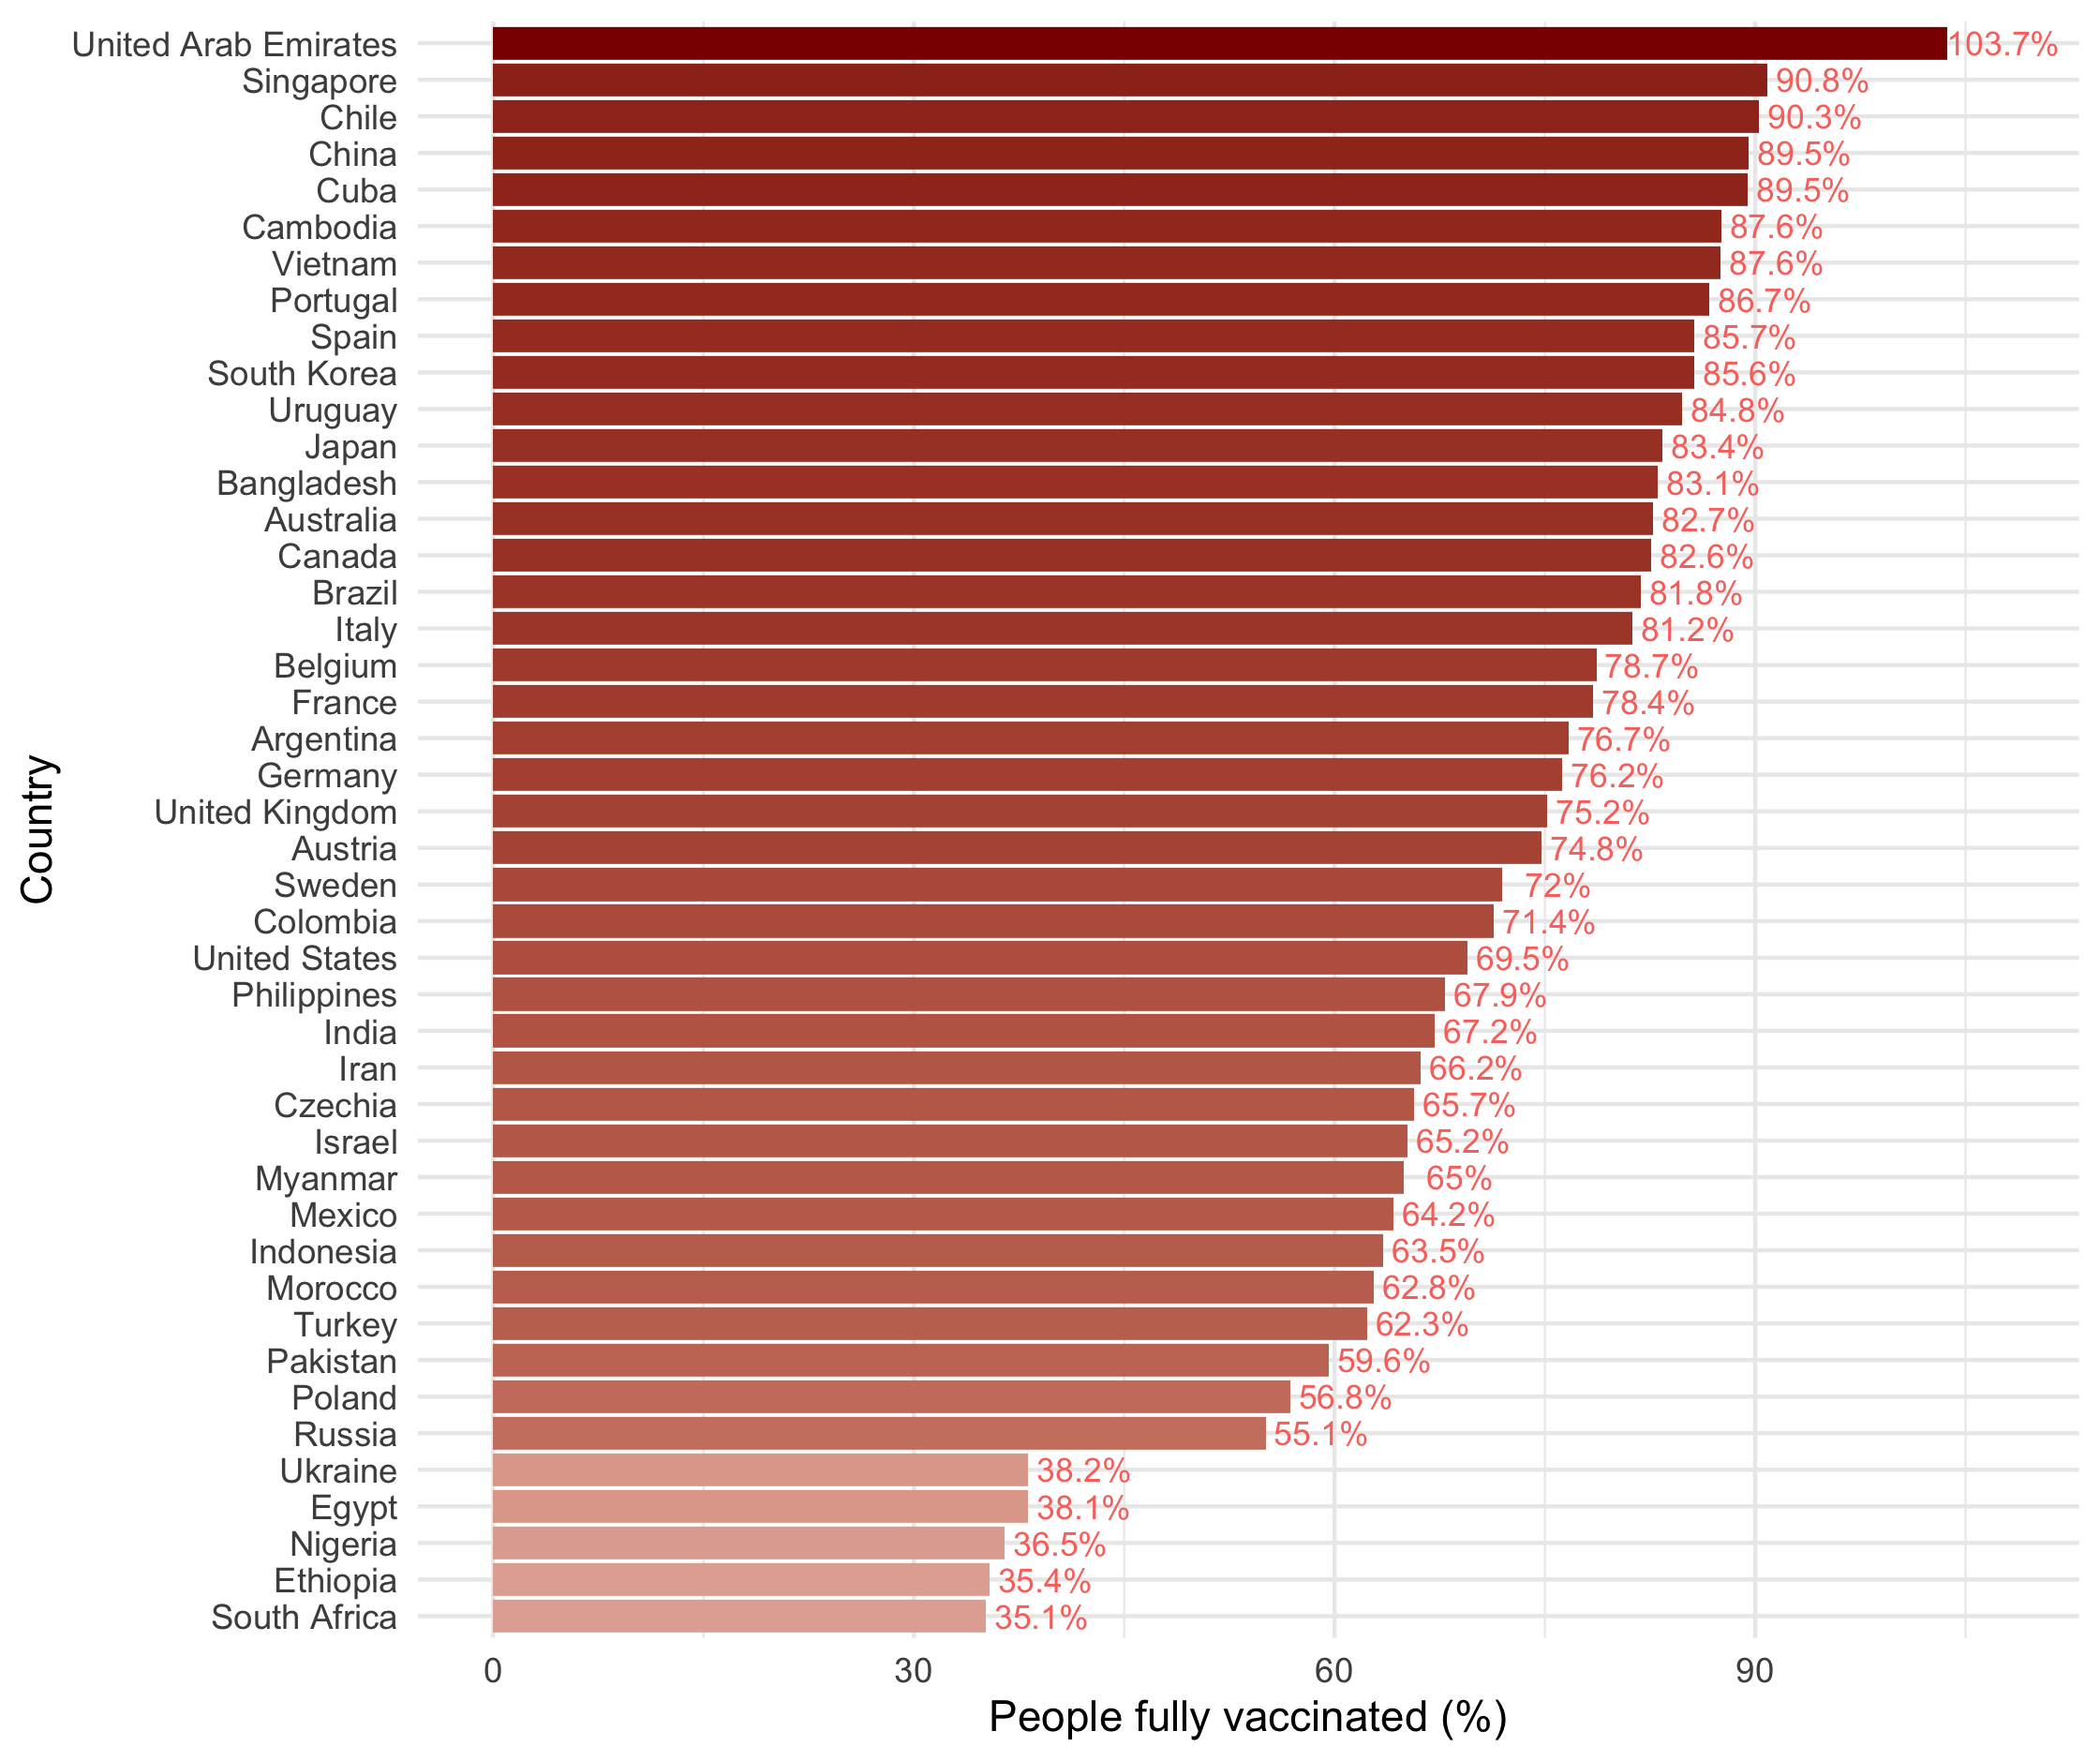 United Arab Emirates 103.7%
Singapore 90.8%
Chile 90.3%
China 89.5%
Cuba 89.5%
Cambodia 87.6%
Vietnam 87.6%
Portugal 86.7%
Spain 85.7%
South Korea 85.6%
Uruguay 84.8%
Japan 83.4%
Bangladesh 83.1%
Australia 82.7%
Canada 82.6%
Brazil 81.8%
Italy 81.2%
Belgium 78.7%
France 78.4%
Argentina 76.7%
Germany 76.2%
United Kingdom 75.2%
Austria 74.8%
Sweden 72%
Colombia 71.4%
United States 69.5%
Philippines 67.9%
India 67.2%
Iran 66.2%
Czechia 65.7%
Israel 65.2%
Myanmar 65%
Mexico 64.2%
Indonesia 63.5%
Morocco 62.8%
Turkey 62.3%
Pakistan 59.6%
Poland 56.8%
Russia 55.1%
Ukraine 38.2%
Egypt 38.1%
Nigeria 36.5%
Ethiopia 35.4%
South Africa 35.1%
Country
0 30 60 90
People fully vaccinated (%)